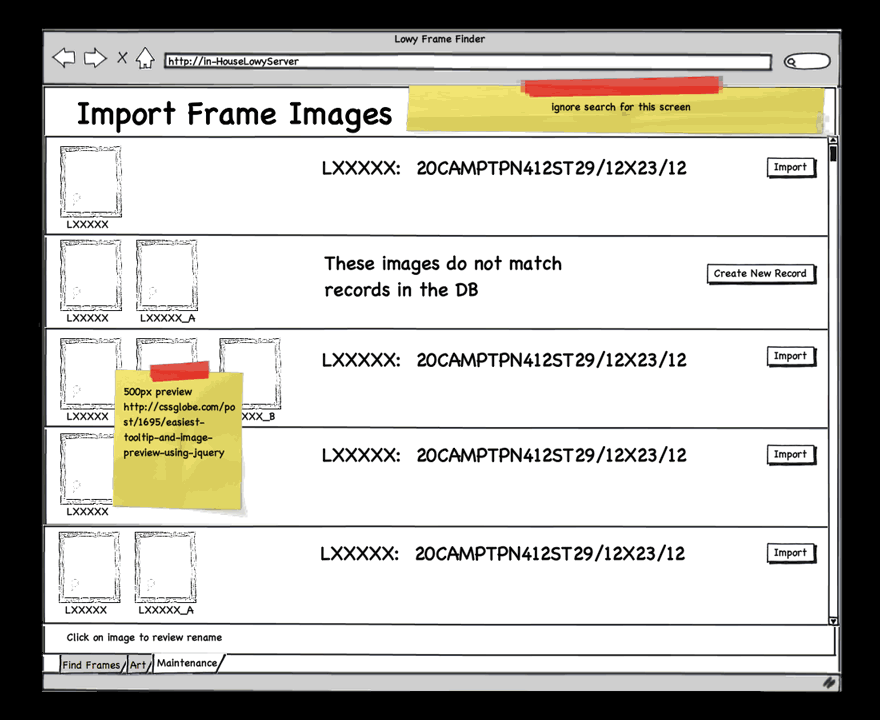 Lowy Frame Finder
http://in-HouseLowyServer
Import Frame Images
Ignore search for this screen
LXXXXX: 20CAMPTPN412ST29/12X23/12
Import
LXXXXX
These images do not match
records in the DB
Create New Record
LXXXXX
LXXXXX_A
LXXXXX: 20CAMPTPN412ST29/12X23/12
Import
LXXXXX
XXX_B
500px preview
http://cssglobe.com/po
st/1695/easiest-
tooltip-and-image-
preview-using-jquery
LXXXXX: 20CAMPTPN412ST29/12X23/12
Import
LXXXXX
LXXXXX: 20CAMPTPN412ST29/12X23/12
Import
LXXXXX
LXXXXX_A
Click on image to review rename
Find Frames
Art
Maintenance